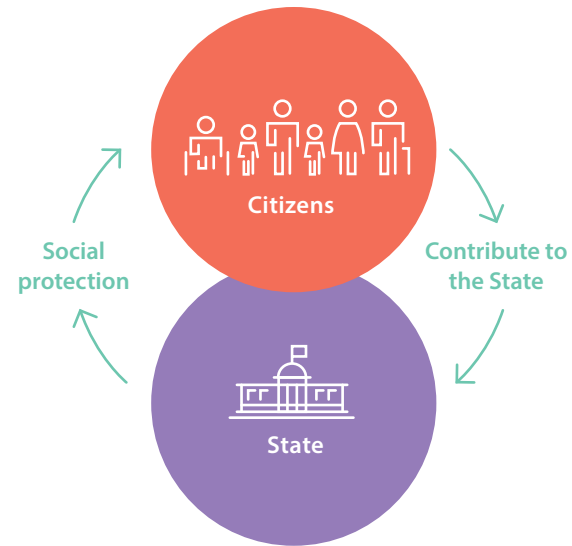 Citizens
Social
protection
Contribute to
the State
State